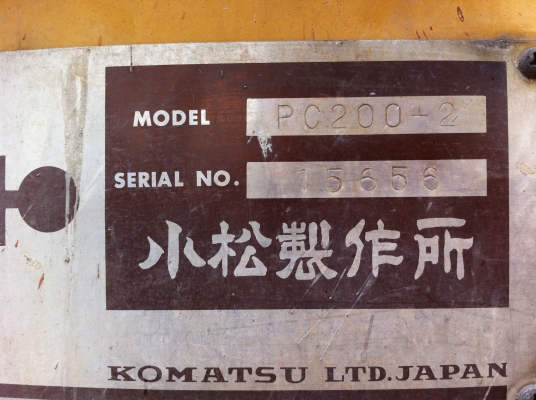 MODEL PC200-2
SERIAL NO. 15656
小松製作所
KOMATSU LTD.JAPAN